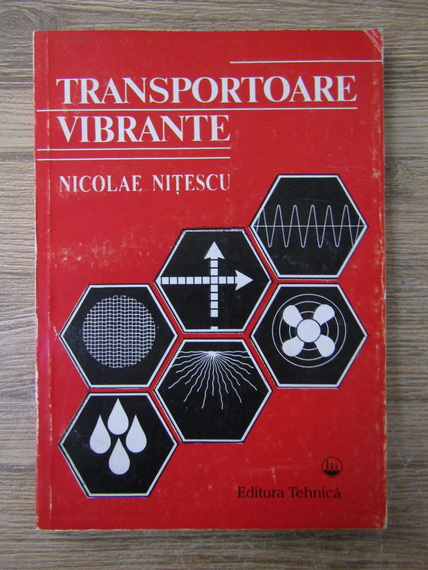 TRANSPORTOARE
VIBRANTE
NICOLAE NIȚESCU
Editura Tehnică